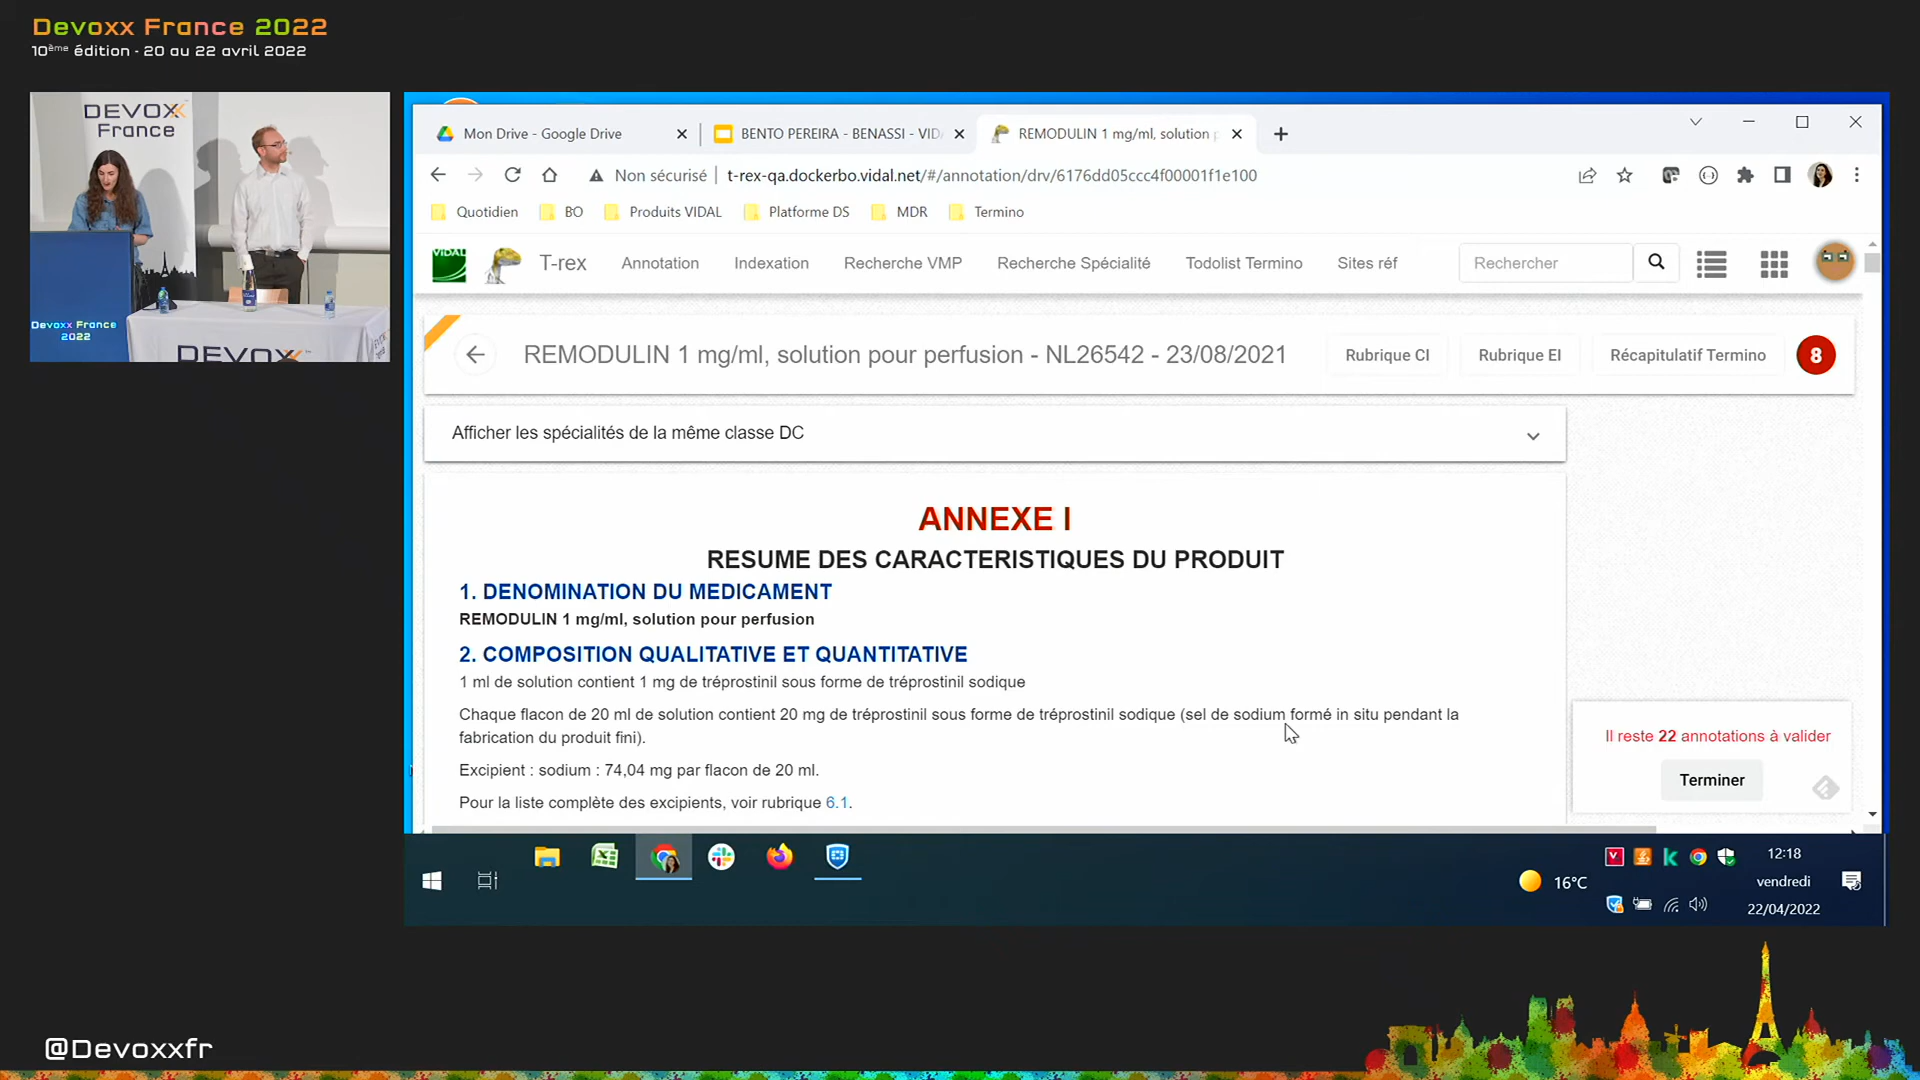 Devoxx France 2022
10ème édition - 20 au 22 avril 2022
DEVOXX
France
Devoxx France
2022
DEVOXX
Mon Drive - Google Drive
BENTO PEREIRA - BENASSI - VID
REMODULIN 1 mg/ml, solution p
Non sécurisé
t-rex-qa.dockerbo.vidal.net/#/annotation/drv/6176dd05ccc4f00001f1e100
Quotidien
BO
Produits VIDAL
Platforme DS
MDR
Termino
VIDAL
T-rex
Annotation
Indexation
Recherche VMP
Recherche Spécialité
Todolist Termino
Sites réf
Rechercher
REMODULIN 1 mg/ml, solution pour perfusion - NL26542 - 23/08/2021
Rubrique CI
Rubrique EI
Récapitulatif Termino
8
Afficher les spécialités de la même classe DC
ANNEXE I
RESUME DES CARACTERISTIQUES DU PRODUIT
1. DENOMINATION DU MEDICAMENT
REMODULIN 1 mg/ml, solution pour perfusion
2. COMPOSITION QUALITATIVE ET QUANTITATIVE
1 ml de solution contient 1 mg de tréprostinil sous forme de tréprostinil sodique
Chaque flacon de 20 ml de solution contient 20 mg de tréprostinil sous forme de tréprostinil sodique (sel de sodium formé in situ pendant la
fabrication du produit fini).
Excipient : sodium : 74,04 mg par flacon de 20 ml.
Pour la liste complète des excipients, voir rubrique 6.1.
Il reste 22 annotations à valider
Terminer
16°C
12:18
vendredi
22/04/2022
@Devoxxfr